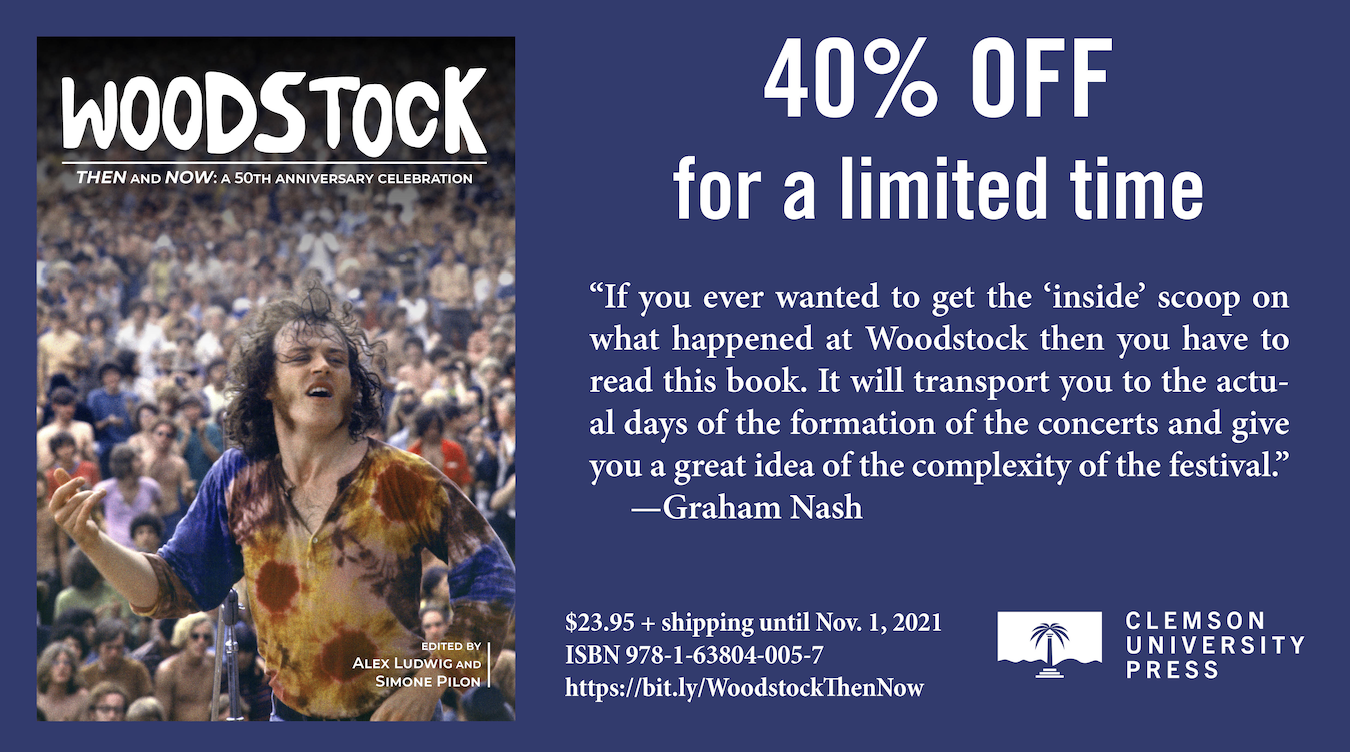 WOODSTOCK
THEN AND NOW: A 50TH ANNIVERSARY CELEBRATION
EDITED BY
ALEX LUDWIG AND
SIMONE PILON
40% OFF
for a limited time
“If you ever wanted to get the ‘inside’ scoop on
what happened at Woodstock then you have to
read this book. It will transport you to the actu-
al days of the formation of the concerts and give
you a great idea of the complexity of the festival.”
—Graham Nash
$23.95 + shipping until Nov. 1, 2021
ISBN 978-1-63804-005-7
https://bit.ly/WoodstockThenNow
CLEMSON
UNIVERSITY
PRESS